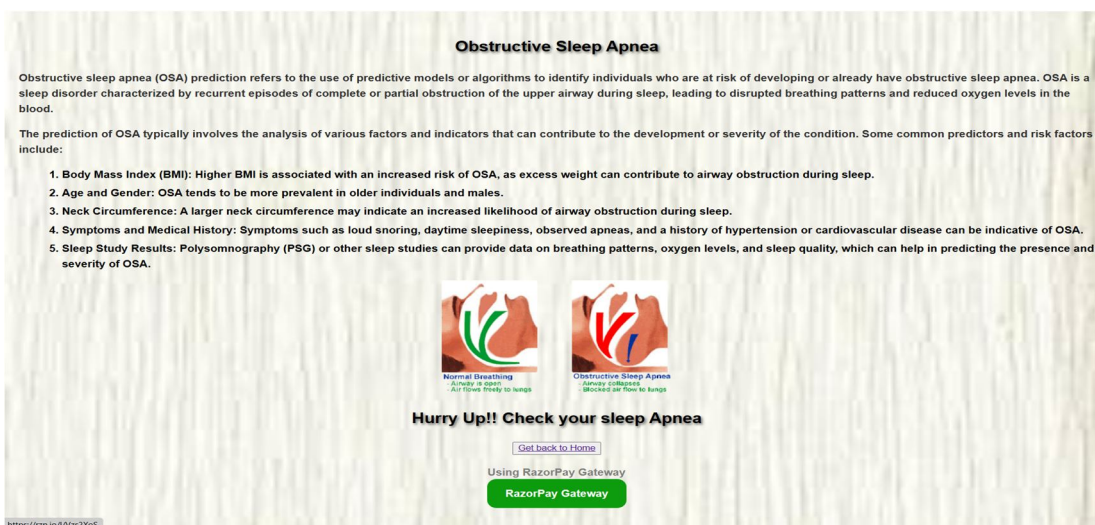 Obstructive Sleep Apnea
Obstructive sleep apnea (OSA) prediction refers to the use of predictive models or algorithms to identify individuals who are at risk of developing or already have obstructive sleep apnea. OSA is a
sleep disorder characterized by recurrent episodes of complete or partial obstruction of the upper airway during sleep, leading to disrupted breathing patterns and reduced oxygen levels in the
blood.
The prediction of OSA typically involves the analysis of various factors and indicators that can contribute to the development or severity of the condition. Some common predictors and risk factors
include:
1. Body Mass Index (BMI): Higher BMI is associated with an increased risk of OSA, as excess weight can contribute to airway obstruction during sleep.
2. Age and Gender: OSA tends to be more prevalent in older individuals and males.
3. Neck Circumference: A larger neck circumference may indicate an increased likelihood of airway obstruction during sleep.
4. Symptoms and Medical History: Symptoms such as loud snoring, daytime sleepiness, observed apneas, and a history of hypertension or cardiovascular disease can be indicative of OSA.
5. Sleep Study Results: Polysomnography (PSG) or other sleep studies can provide data on breathing patterns, oxygen levels, and sleep quality, which can help in predicting the presence and
severity of OSA.
Normal Breathing
- Airway is open
- Air flows freely to lungs
Obstructive Sleep Apnea
- Airway collapses
- Blocked air flow to lungs
Hurry Up!! Check your sleep Apnea
Get back to Home
Using RazorPay Gateway
RazorPay Gateway